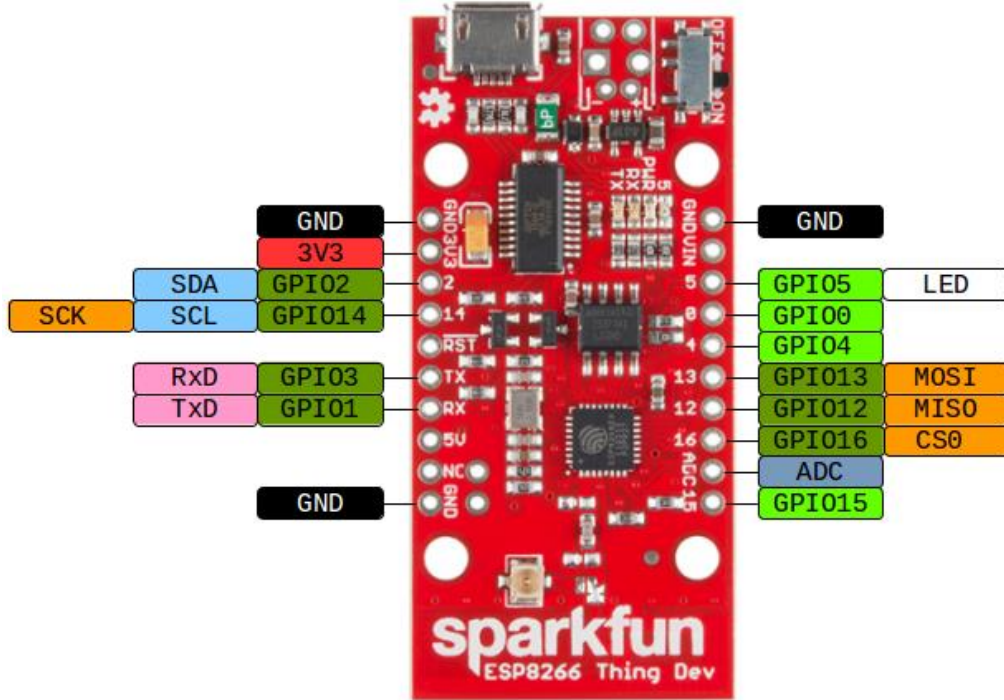 OFF
ON
PWR
RX
TX
5
GND
GND
GND
GND
3V3
3V3
VIN
SDA
GPIO2
2
5
GPIO5
LED
SCK
SCL
GPIO14
14
0
GPIO0
RST
4
GPIO4
RxD
GPIO3
TX
13
GPIO13
MOSI
TxD
GPIO1
RX
12
GPIO12
MISO
5V
16
GPIO16
CS0
NC
ADC
ADC
GND
GND
15
GPIO15
sparkfun
ESP8266 Thing Dev